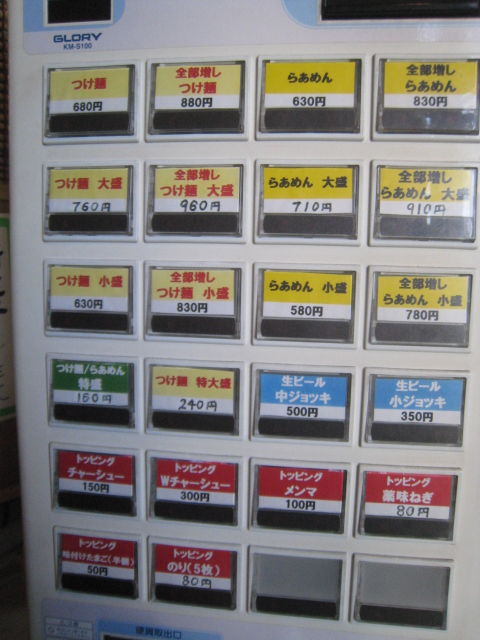 GLORY
KM-S100
つけ麺
680円
全部増し
つけ麺
880円
らあめん
630円
全部増し
らあめん
830円
つけ麺 大盛
760円
全部増し
つけ麺 大盛
960円
らあめん 大盛
710円
全部増し
らあめん 大盛
910円
つけ麺 小盛
630円
全部増し
つけ麺 小盛
830円
らあめん 小盛
580円
全部増し
らあめん 小盛
780円
つけ麺/らあめん
特盛
160円
つけ麺 特大盛
240円
生ビール
中ジョッキ
500円
生ビール
小ジョッキ
350円
トッピング
チャーシュー
150円
トッピング
Wチャーシュー
300円
トッピング
メンマ
100円
トッピング
薬味ねぎ
80円
トッピング
味付けたまご(半個)
50円
トッピング
のり(5枚)
80円
硬貨取出口